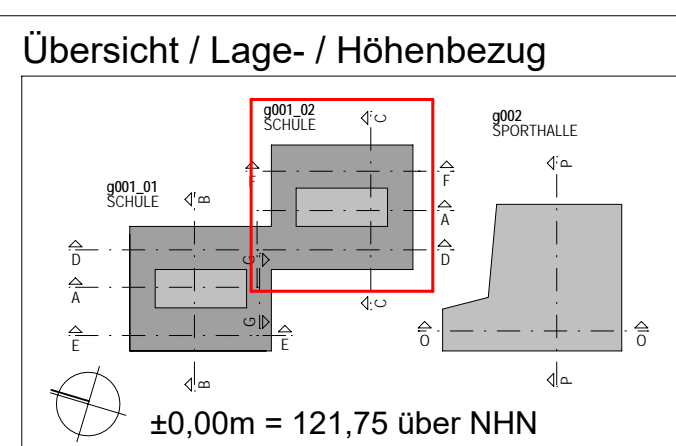 Übersicht / Lage- / Höhenbezug
g001_02
SCHULE
C
g002
SPORTHALLE
g001_01
SCHULE
B
F
F
P
A
D
D
G
A
C
G
E
E
O
O
B
P
±0,00m = 121,75 über NHN